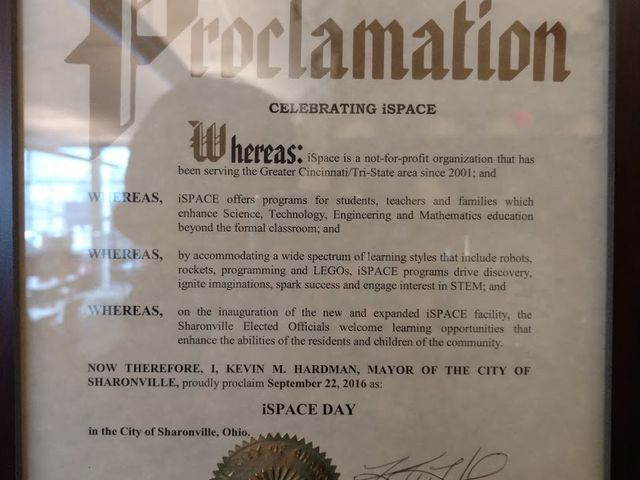 Proclamation
CELEBRATING iSPACE
Whereas: iSpace is a not-for-profit organization that has
been serving the Greater Cincinnati/Tri-State area since 2001; and
WHEREAS, iSPACE offers programs for students, teachers and families which
enhance Science, Technology, Engineering and Mathematics education
beyond the formal classroom; and
WHEREAS, by accommodating a wide spectrum of learning styles that include robots,
rockets, programming and LEGOs, iSPACE programs drive discovery,
ignite imaginations, spark success and engage interest in STEM; and
WHEREAS, on the inauguration of the new and expanded iSPACE facility, the
Sharonville Elected Officials welcome learning opportunities that
enhance the abilities of the residents and children of the community.
NOW THEREFORE, I, KEVIN M. HARDMAN, MAYOR OF THE CITY OF
SHARONVILLE, proudly proclaim September 22, 2016 as:
iSPACE DAY
in the City of Sharonville, Ohio.
CITY OF